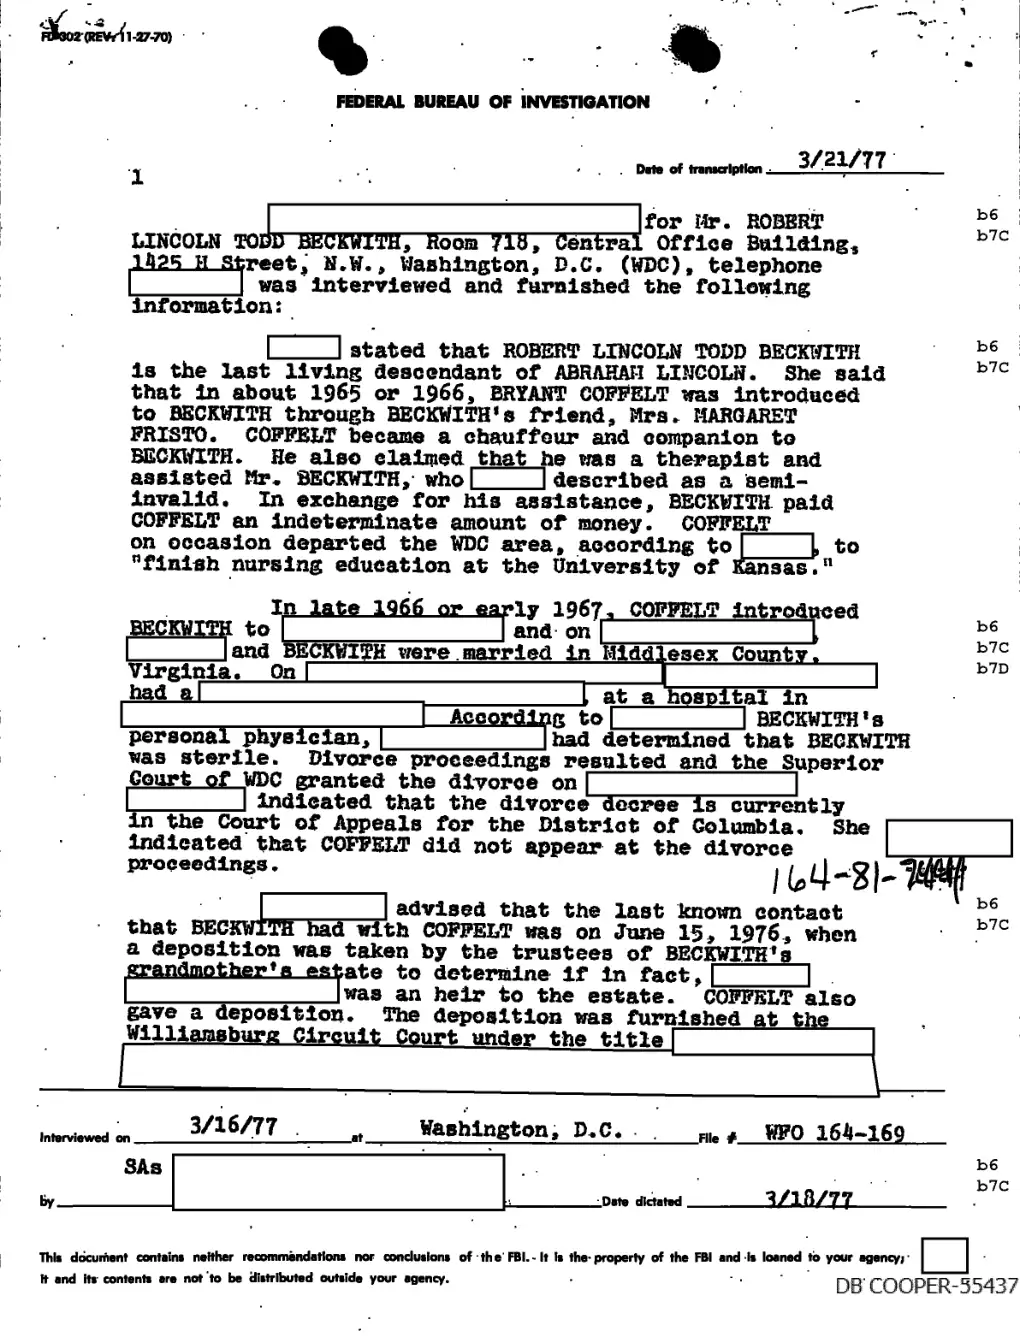 FD-302 (REV. 11-27-70)
FEDERAL BUREAU OF INVESTIGATION
Date of transcription 3/21/77
1
for Mr. ROBERT
b6
LINCOLN TODD BECKWITH, Room 718, Central Office Building,
b7C
1425 H Street, N.W., Washington, D.C. (WDC), telephone
was interviewed and furnished the following
information:
stated that ROBERT LINCOLN TODD BECKWITH
b6
is the last living descendant of ABRAHAM LINCOLN. She said
b7C
that in about 1965 or 1966, BRYANT COFFELT was introduced
to BECKWITH through BECKWITH's friend, Mrs. MARGARET
FRISTO. COFFELT became a chauffeur and companion to
BECKWITH. He also claimed that he was a therapist and
assisted Mr. BECKWITH, who described as a semi-
invalid. In exchange for his assistance, BECKWITH paid
COFFELT an indeterminate amount of money. COFFELT
on occasion departed the WDC area, according to , to
"finish nursing education at the University of Kansas."
In late 1966 or early 1967, COFFELT introduced
BECKWITH to and on ,
b6
and BECKWITH were married in Middlesex County,
b7C
Virginia. On
b7D
had a , at a hospital in
According to BECKWITH's
personal physician, had determined that BECKWITH
was sterile. Divorce proceedings resulted and the Superior
Court of WDC granted the divorce on
indicated that the divorce decree is currently
in the Court of Appeals for the District of Columbia. She
indicated that COFFELT did not appear at the divorce
proceedings.
164-81-
advised that the last known contact
b6
that BECKWITH had with COFFELT was on June 15, 1976, when
b7C
a deposition was taken by the trustees of BECKWITH's
grandmother's estate to determine if in fact,
was an heir to the estate. COFFELT also
gave a deposition. The deposition was furnished at the
Williamsburg Circuit Court under the title
Interviewed on 3/16/77 at Washington, D.C. File # WFO 164-169
SAs
b6
b7C
by Date dictated 3/18/77
This document contains neither recommendations nor conclusions of the FBI. It is the property of the FBI and is loaned to your agency;
it and its contents are not to be distributed outside your agency.
DB COOPER-55437